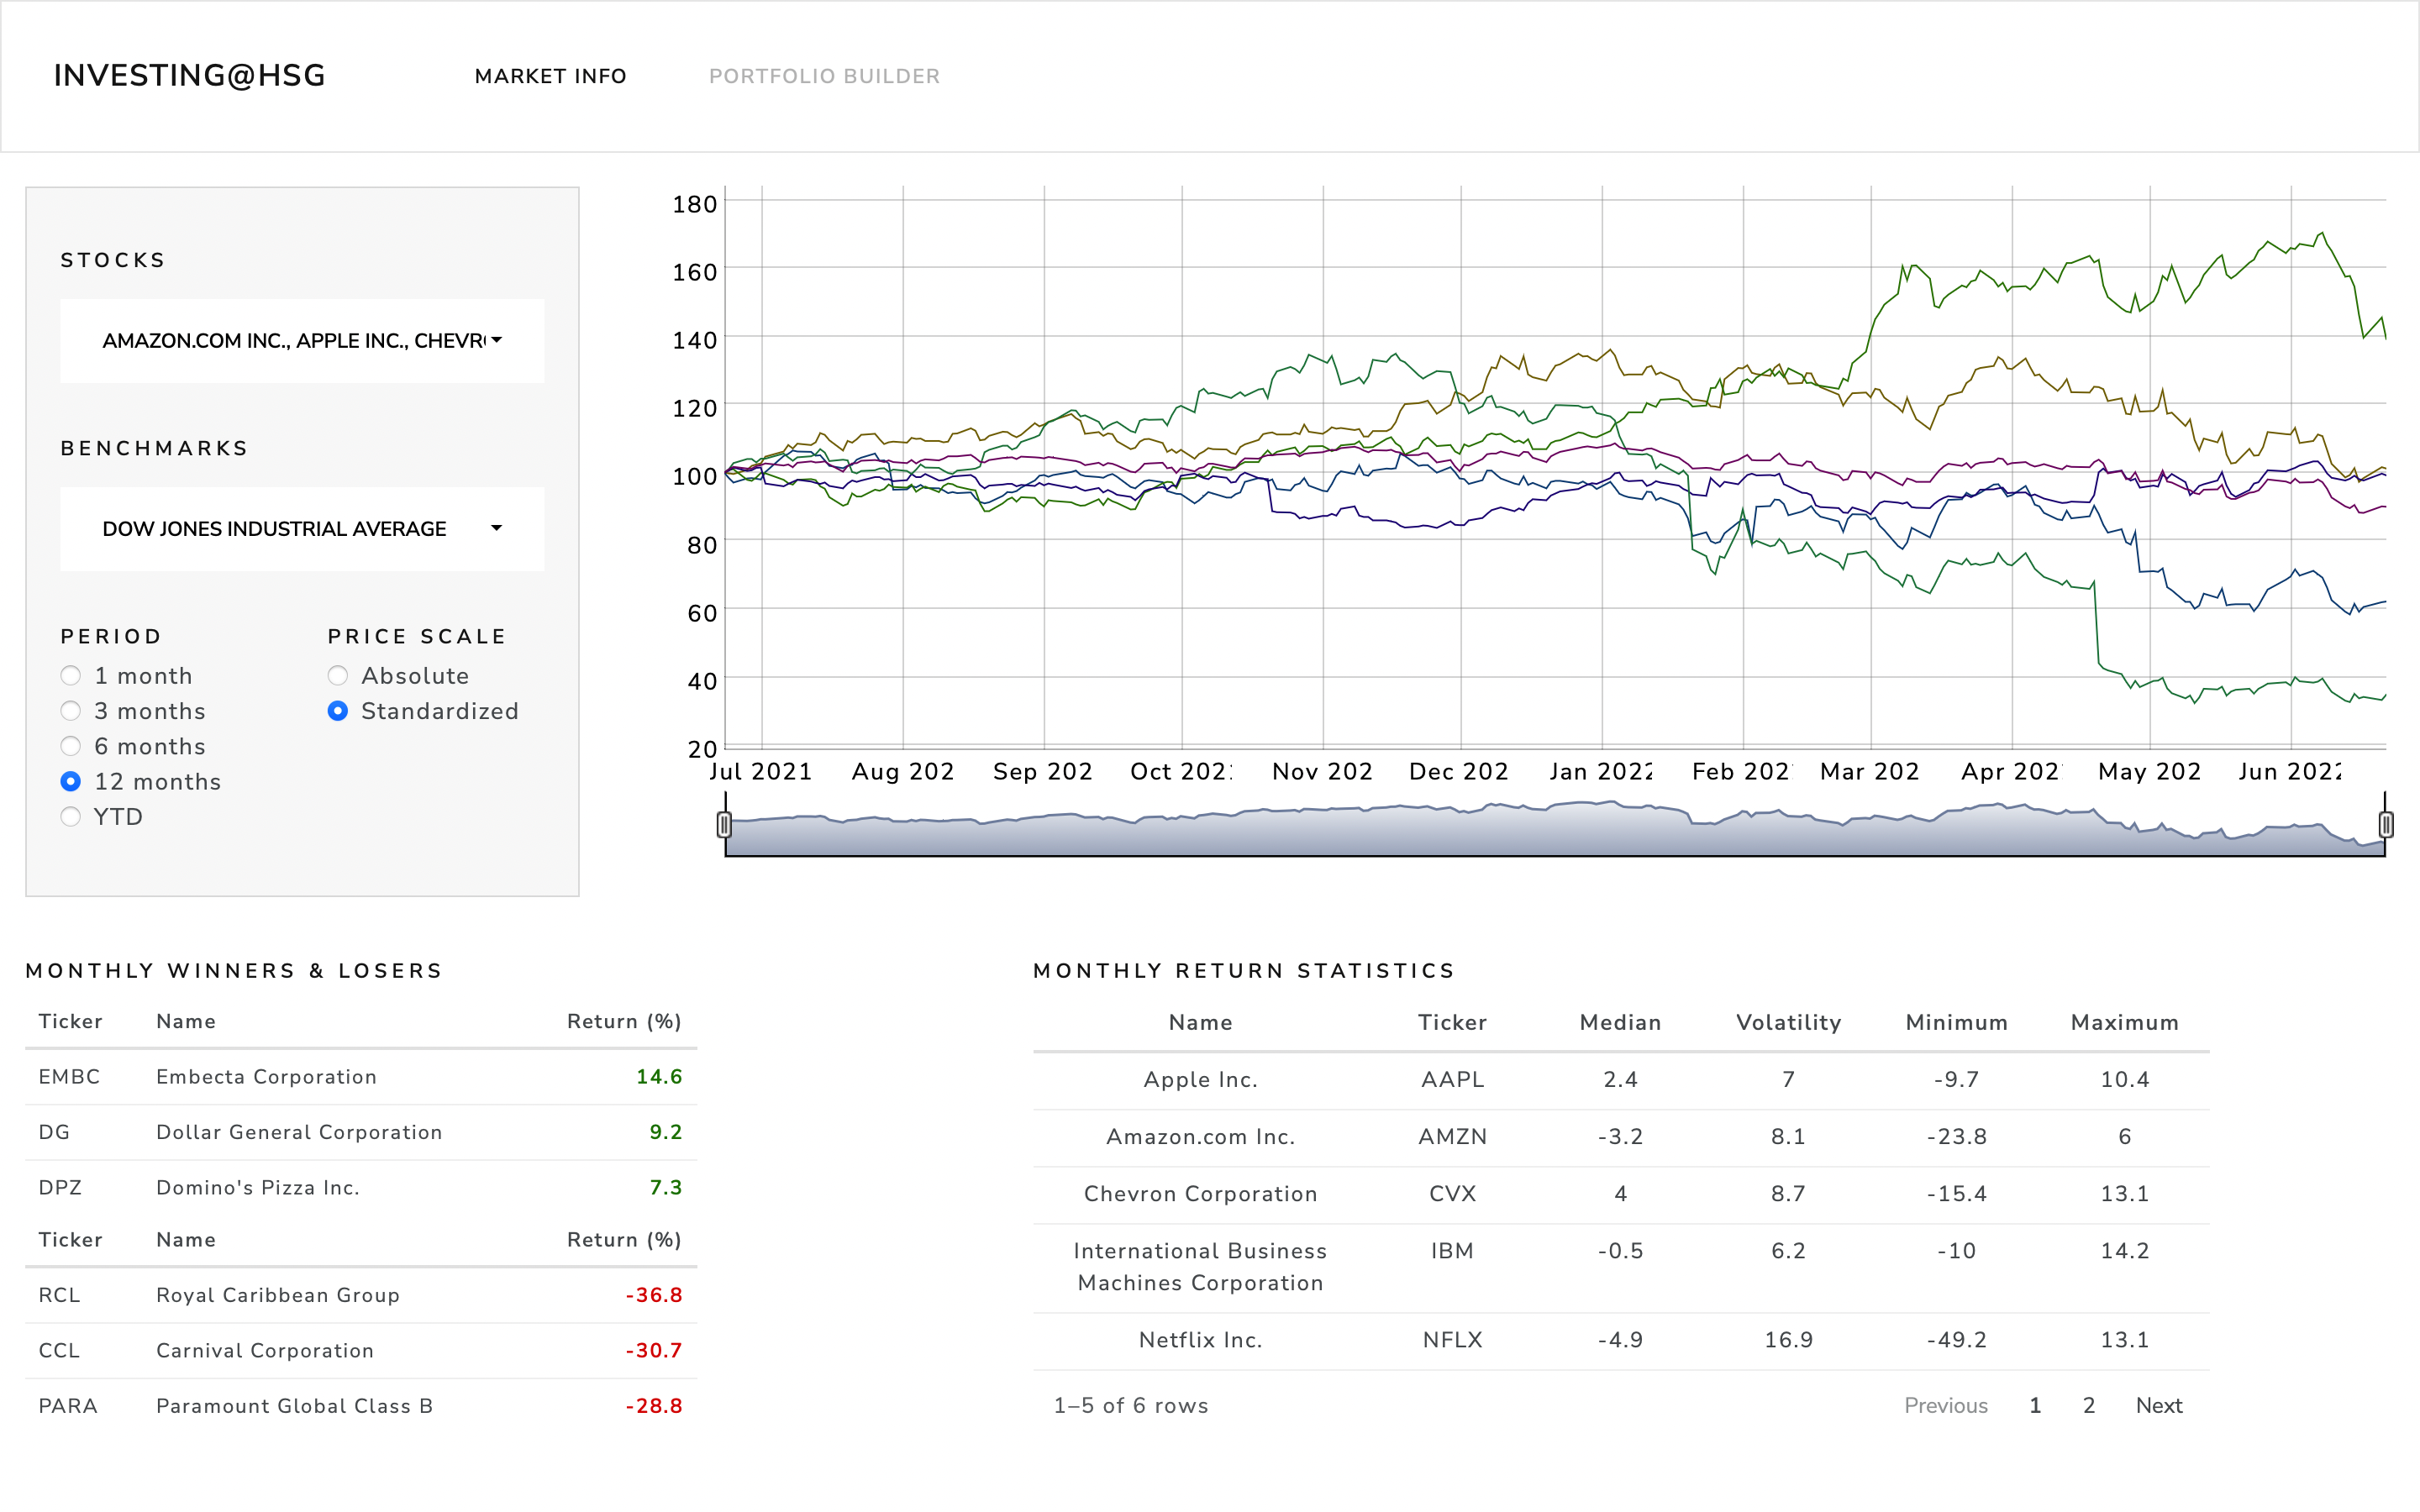 INVESTING@HSG MARKET INFO PORTFOLIO BUILDER
STOCKS
AMAZON.COM INC., APPLE INC., CHEVR
BENCHMARKS
DOW JONES INDUSTRIAL AVERAGE
PERIOD
1 month
3 months
6 months
12 months
YTD
PRICE SCALE
Absolute
Standardized
180
160
140
120
100
80
60
40
20
Jul 2021 Aug 202 Sep 202 Oct 202 Nov 202 Dec 202 Jan 2022 Feb 202 Mar 202 Apr 202 May 202 Jun 2022
MONTHLY WINNERS & LOSERS
Ticker Name Return (%)
EMBC Embecta Corporation 14.6
DG Dollar General Corporation 9.2
DPZ Domino's Pizza Inc. 7.3
Ticker Name Return (%)
RCL Royal Caribbean Group -36.8
CCL Carnival Corporation -30.7
PARA Paramount Global Class B -28.8
MONTHLY RETURN STATISTICS
Name Ticker Median Volatility Minimum Maximum
Apple Inc. AAPL 2.4 7 -9.7 10.4
Amazon.com Inc. AMZN -3.2 8.1 -23.8 6
Chevron Corporation CVX 4 8.7 -15.4 13.1
International Business IBM -0.5 6.2 -10 14.2
Machines Corporation
Netflix Inc. NFLX -4.9 16.9 -49.2 13.1
1–5 of 6 rows Previous 1 2 Next